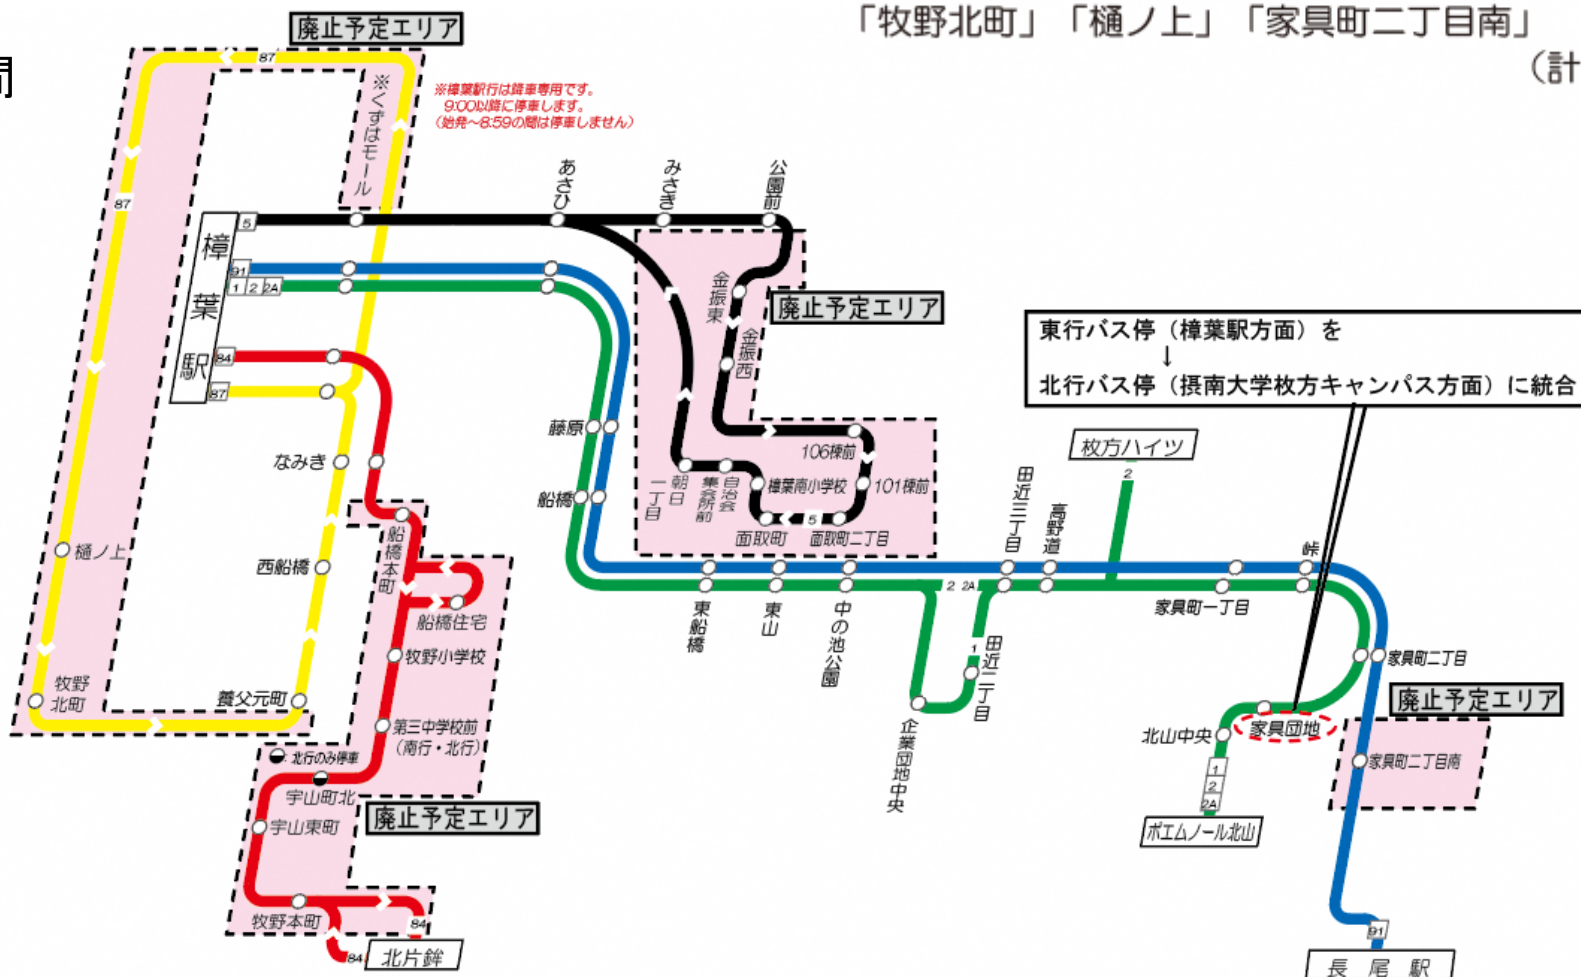 廃止予定エリア
「牧野北町」「樋ノ上」「家具町二丁目南」
(計
間
87
※くずはモール
※樟葉駅行は降車専用です。
9:00以降に停車します。
(始発〜8:59の間は停車しません)
87
あさひ
みさき
公園前
樟葉駅
5
91
1 2 2A
84
87
金振東
金振西
廃止予定エリア
東行バス停(樟葉駅方面)を
↓
北行バス停(摂南大学枚方キャンパス方面)に統合
藤原
船橋
106棟前
101棟前
樟葉南小学校
朝日一丁目
自治会集会所前
面取町
5
面取町二丁目
枚方ハイツ
2
なみき
樋ノ上
西船橋
船橋本町
船橋住宅
牧野小学校
第三中学校前
(南行・北行)
田近三丁目
高野道
峠
東船橋
東山
中の池公園
2 2A
1
田近二丁目
企業団地中央
家具町一丁目
家具町二丁目
廃止予定エリア
家具町二丁目南
家具団地
北山中央
1
2
2A
ポエムノール北山
牧野北町
養父元町
北行のみ停車
宇山町北
宇山東町
廃止予定エリア
牧野本町
84
84
北片鉾
91
長尾駅